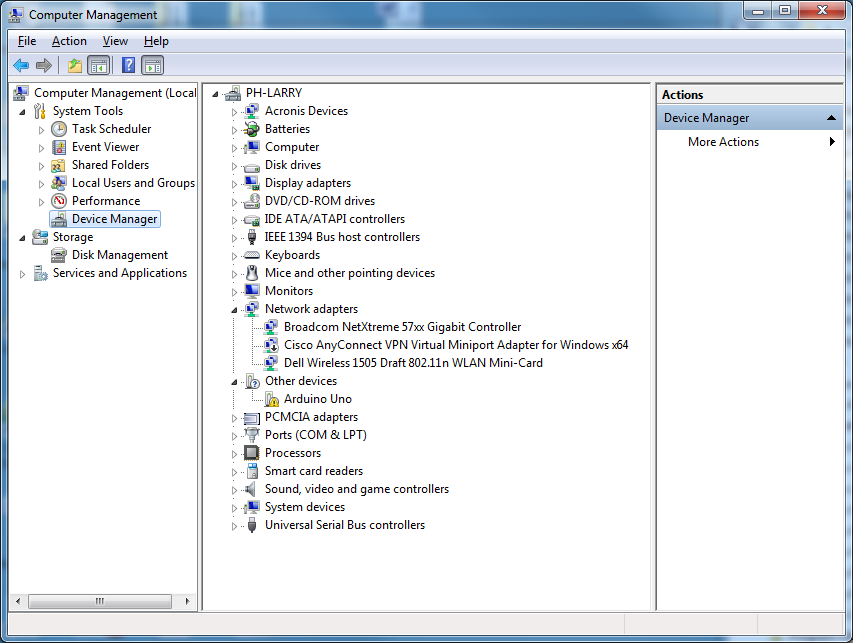 Computer Management
File Action View Help
Computer Management (Local
System Tools
Task Scheduler
Event Viewer
Shared Folders
Local Users and Groups
Performance
Device Manager
Storage
Disk Management
Services and Applications
PH-LARRY
Acronis Devices
Batteries
Computer
Disk drives
Display adapters
DVD/CD-ROM drives
IDE ATA/ATAPI controllers
IEEE 1394 Bus host controllers
Keyboards
Mice and other pointing devices
Monitors
Network adapters
Broadcom NetXtreme 57xx Gigabit Controller
Cisco AnyConnect VPN Virtual Miniport Adapter for Windows x64
Dell Wireless 1505 Draft 802.11n WLAN Mini-Card
Other devices
Arduino Uno
PCMCIA adapters
Ports (COM & LPT)
Processors
Smart card readers
Sound, video and game controllers
System devices
Universal Serial Bus controllers
Actions
Device Manager
More Actions